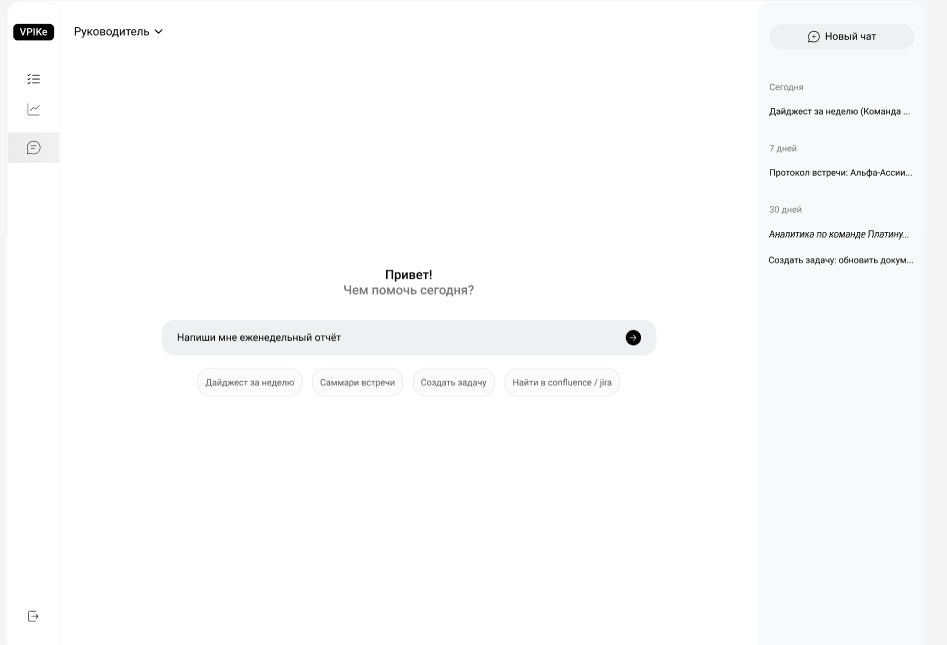 VPIKe
Руководитель
Привет!
Чем помочь сегодня?
Напиши мне еженедельный отчёт
Дайджест за неделю
Саммари встречи
Создать задачу
Найти в confluence / jira
Новый чат
Сегодня
Дайджест за неделю (Команда ...
7 дней
Протокол встречи: Альфа-Ассии...
30 дней
Аналитика по команде Платину...
Создать задачу: обновить докум...